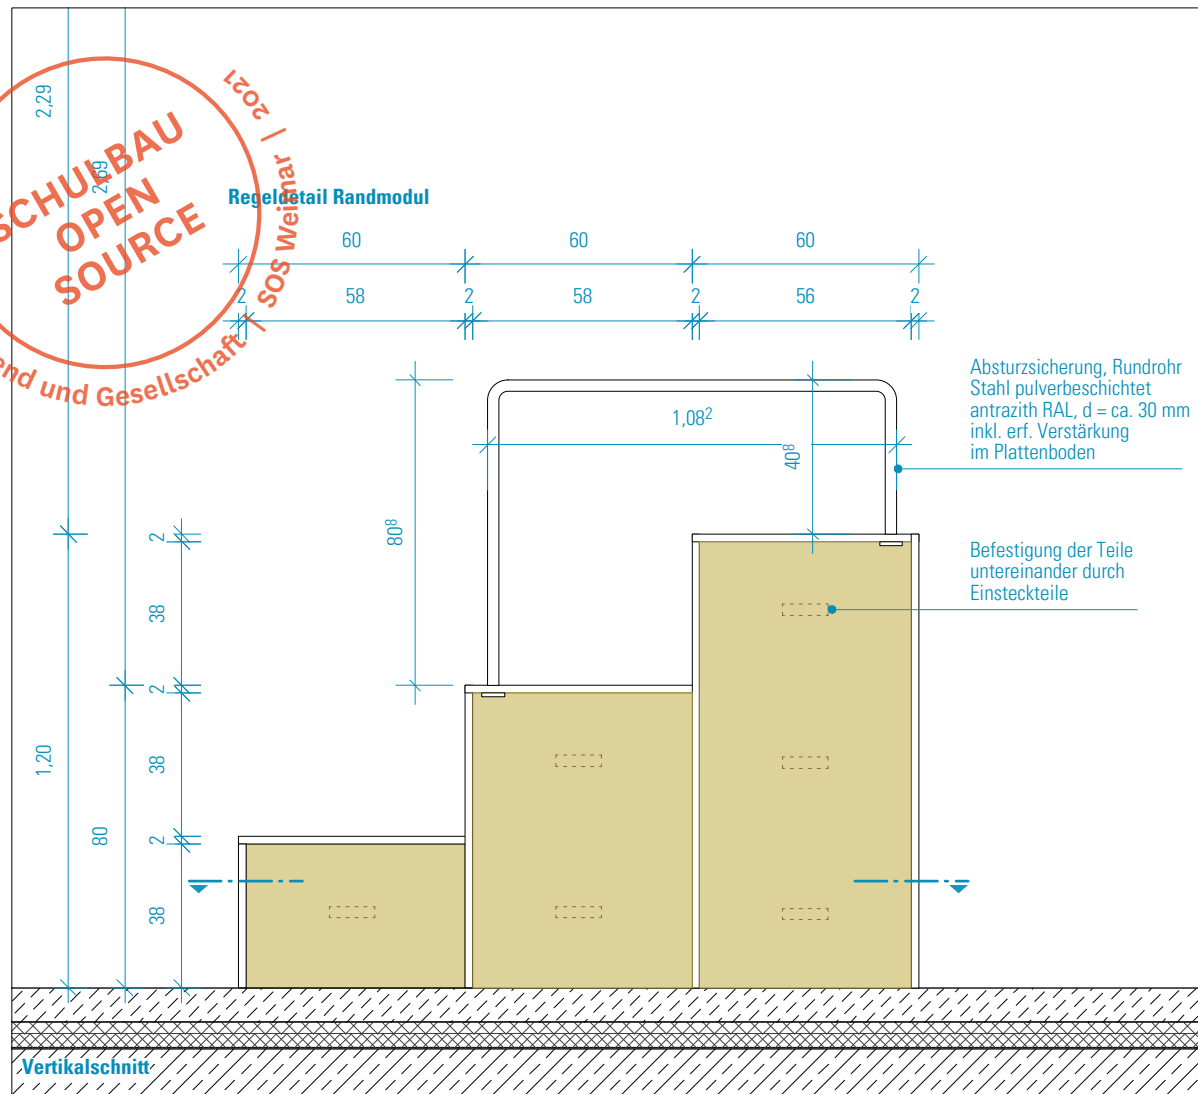 2,29
2,69
SCHULBAU
OPEN
SOURCE
end und Gesellschaft | SOS Weimar | 2021
Regeldetail Randmodul
60 60 60
2 58 2 58 2 56 2
Absturzsicherung, Rundrohr
Stahl pulverbeschichtet
antrazith RAL, d = ca. 30 mm
inkl. erf. Verstärkung
im Plattenboden
1,08²
40⁸
80⁸
Befestigung der Teile
untereinander durch
Einsteckteile
2
38
2
38
2
38
1,20
80
Vertikalschnitt